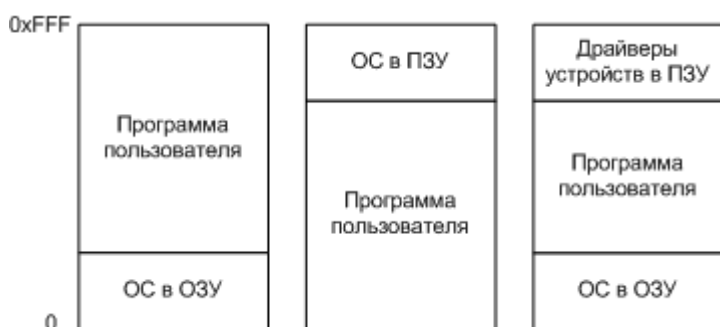 0xFFF
Программа
пользователя
ОС в ОЗУ
0
ОС в ПЗУ
Программа
пользователя
Драйверы
устройств в ПЗУ
Программа
пользователя
ОС в ОЗУ